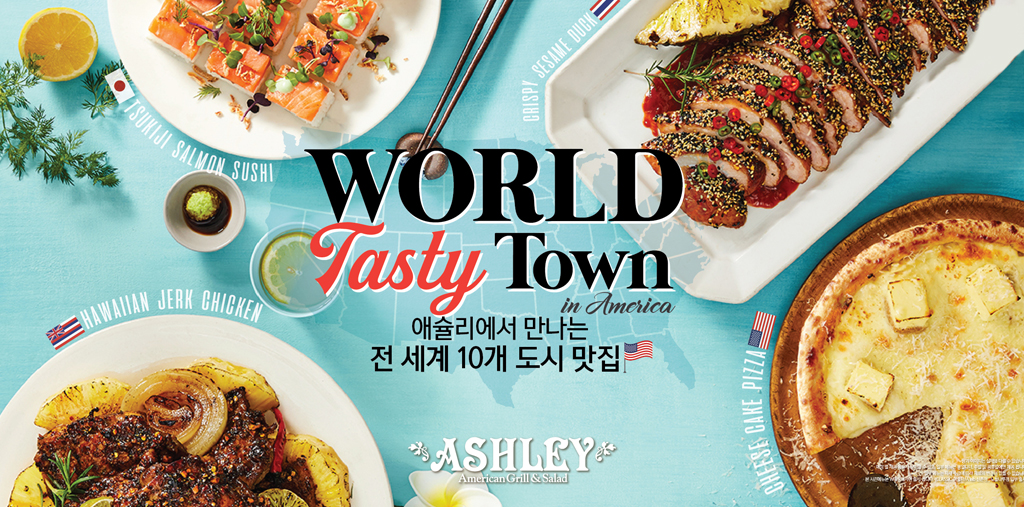 TSUKIJI SALMON SUSHI
CRISPY SESAME DUCK
WORLD
Tasty Town
in America
애슐리에서 만나는
전 세계 10개 도시 맛집
HAWAIIAN JERK CHICKEN
CHEESE CAKE PIZZA
ASHLEY
American Grill & Salad